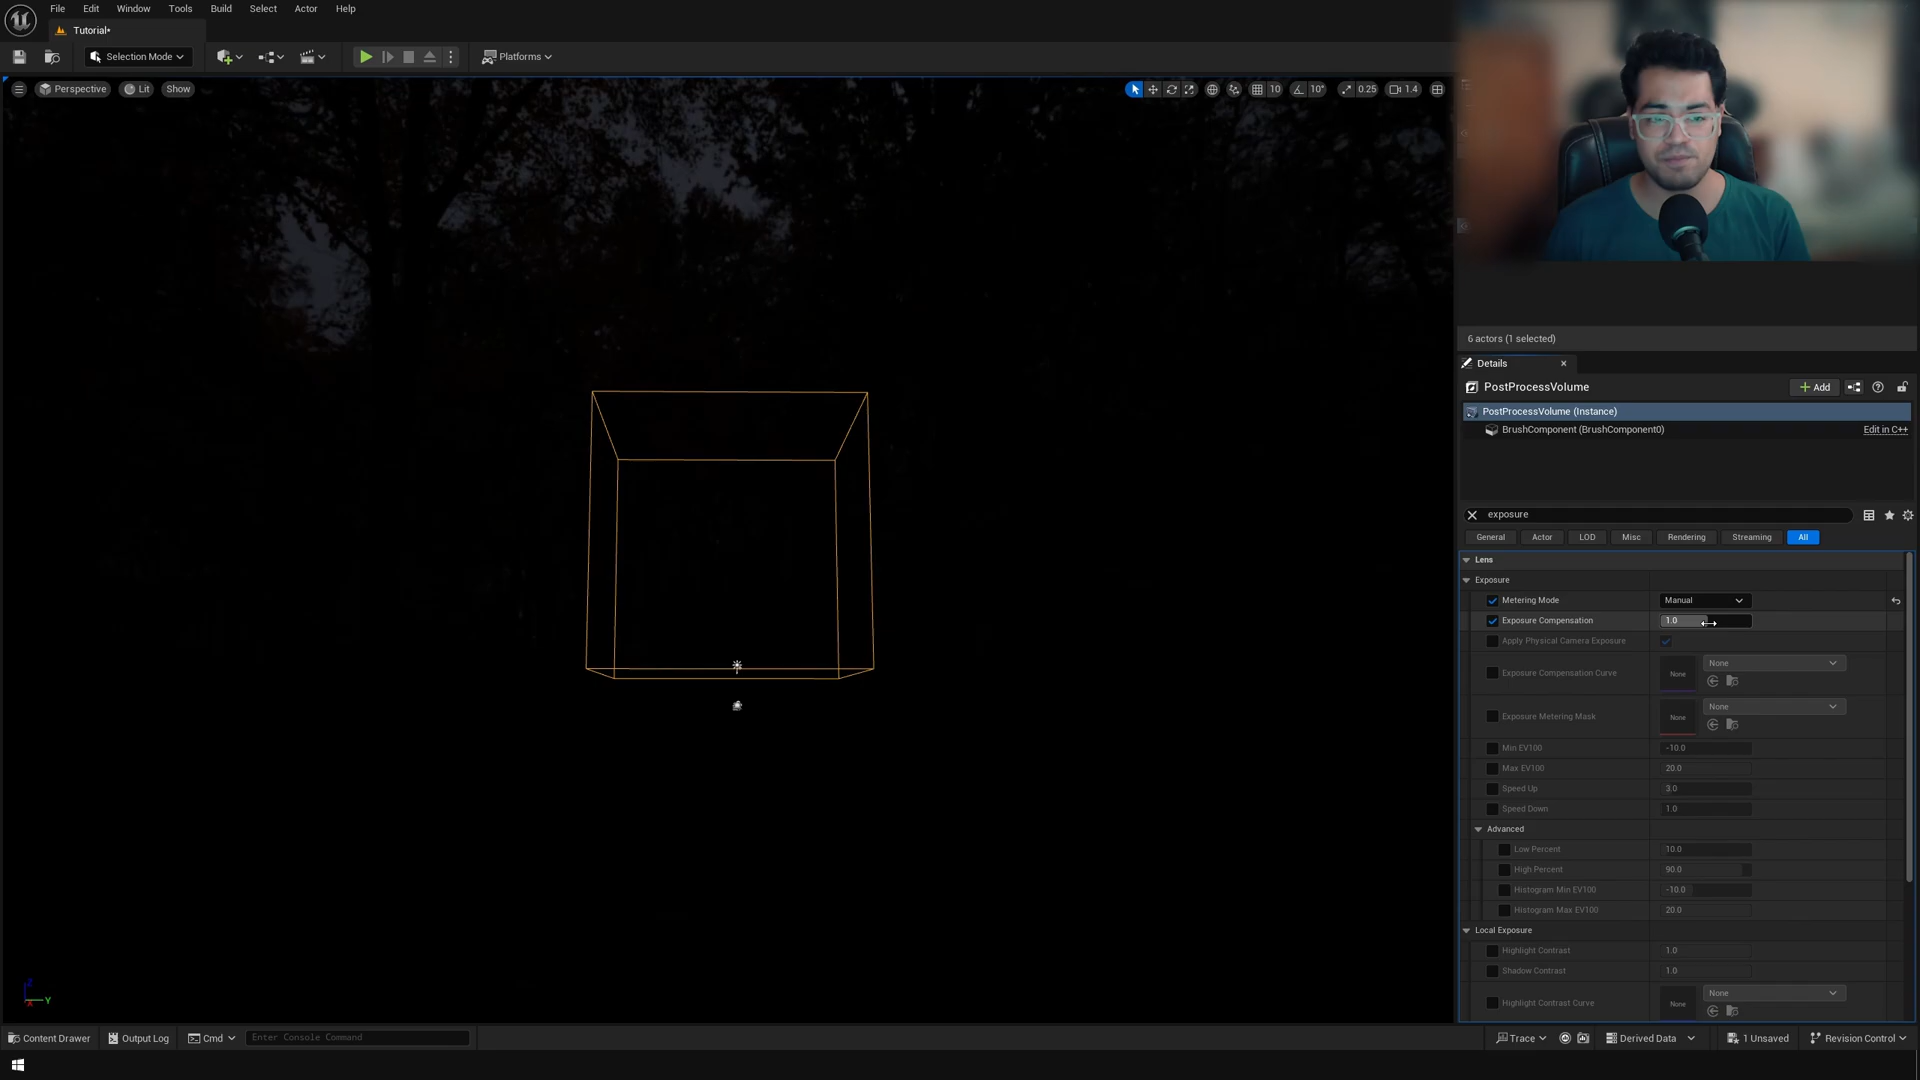 File Edit Window Tools Build Select Actor Help
Tutorial•
Selection Mode Platforms
Perspective Lit Show 10 10° 0.25 1.4
6 actors (1 selected)
Details
PostProcessVolume Add
PostProcessVolume (Instance)
BrushComponent (BrushComponent0) Edit in C++
exposure
General Actor LOD Misc Rendering Streaming All
Lens
Exposure
Metering Mode Manual
Exposure Compensation 1.0
Apply Physical Camera Exposure
None
Exposure Compensation Curve None
None
Exposure Metering Mask None
Min EV100 -10.0
Max EV100 20.0
Speed Up 3.0
Speed Down 1.0
Advanced
Low Percent 10.0
High Percent 90.0
Histogram Min EV100 -10.0
Histogram Max EV100 20.0
Local Exposure
Highlight Contrast 1.0
Shadow Contrast 1.0
None
Highlight Contrast Curve None
Z
X Y
Content Drawer Output Log Cmd Enter Console Command Trace Derived Data 1 Unsaved Revision Control